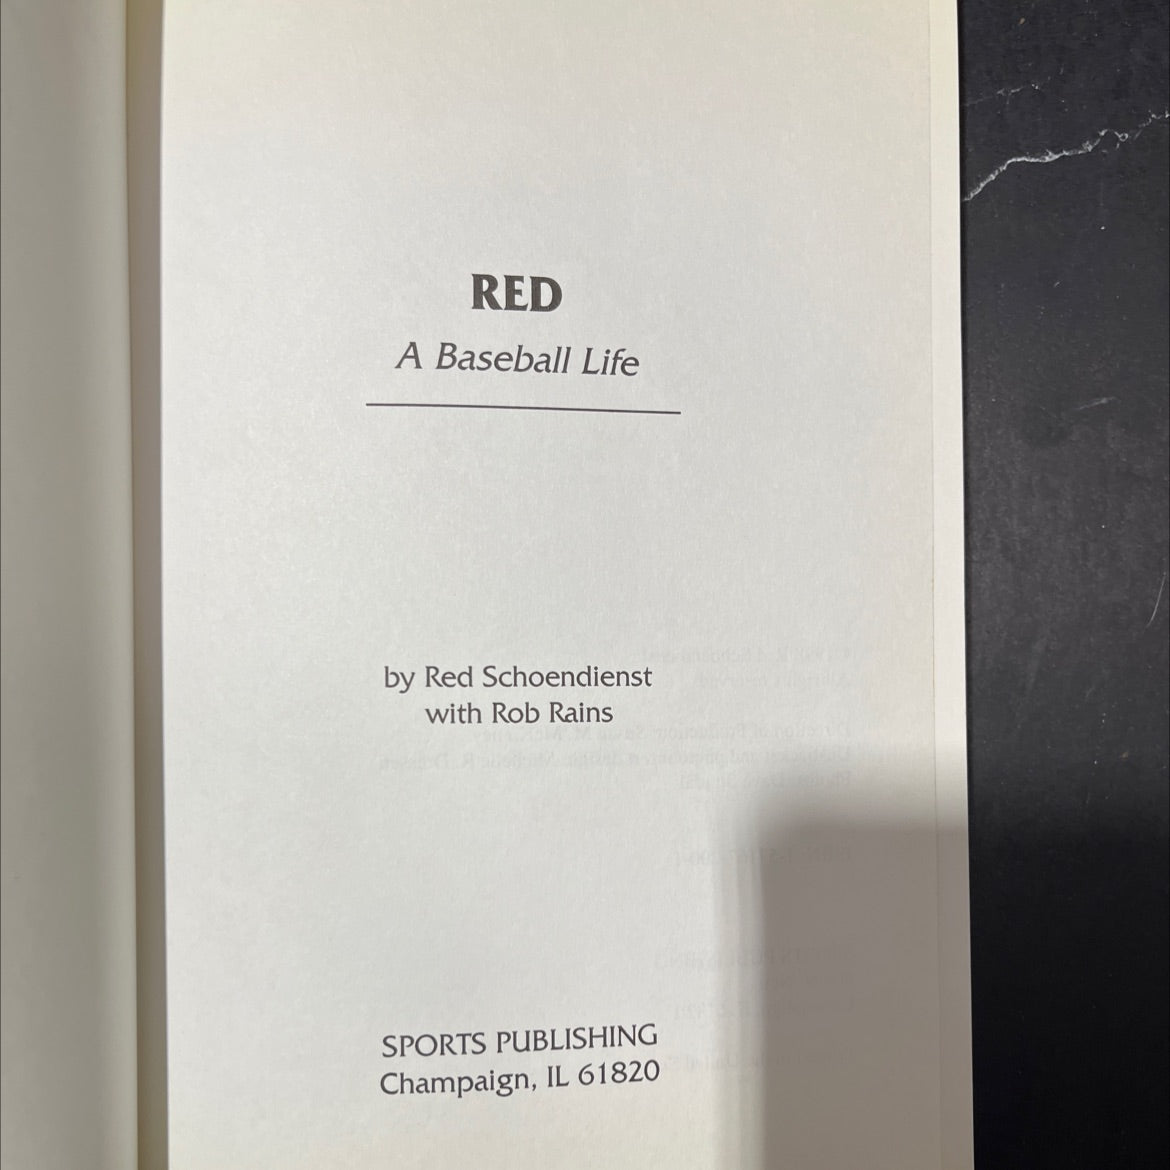 RED
A Baseball Life
by Red Schoendienst
with Rob Rains
SPORTS PUBLISHING
Champaign, IL 61820